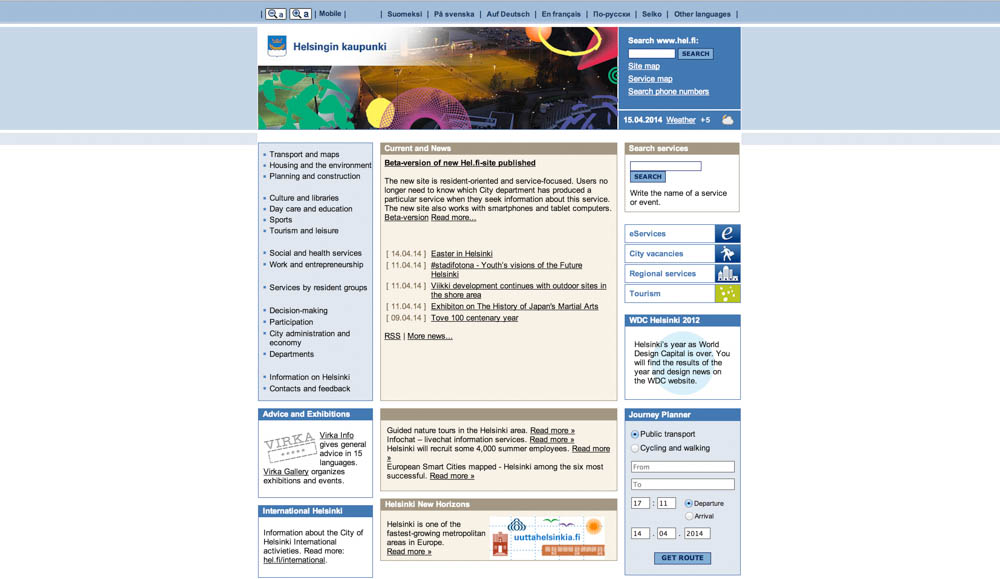 | a a | Mobile | | Suomeksi | På svenska | Auf Deutsch | En français | По-русски | Selko | Other languages |
Helsingin kaupunki
Search www.hel.fi:
SEARCH
Site map
Service map
Search phone numbers
15.04.2014 Weather +5
Transport and maps
Housing and the environment
Planning and construction
Culture and libraries
Day care and education
Sports
Tourism and leisure
Social and health services
Work and entrepreneurship
Services by resident groups
Decision-making
Participation
City administration and
economy
Departments
Information on Helsinki
Contacts and feedback
Current and News
Beta-version of new Hel.fi-site published
The new site is resident-oriented and service-focused. Users no
longer need to know which City department has produced a
particular service when they seek information about this service.
The new site also works with smartphones and tablet computers.
Beta-version Read more...
[ 14.04.14 ] Easter in Helsinki
[ 11.04.14 ] #stadifotona - Youth's visions of the Future
Helsinki
[ 11.04.14 ] Viikki development continues with outdoor sites in
the shore area
[ 11.04.14 ] Exhibiton on The History of Japan's Martial Arts
[ 09.04.14 ] Tove 100 centenary year
RSS | More news...
Search services
SEARCH
Write the name of a service
or event.
eServices
City vacancies
Regional services
Tourism
WDC Helsinki 2012
Helsinki's year as World
Design Capital is over. You
will find the results of the
year and design news on
the WDC website.
Advice and Exhibitions
VIRKA
Virka Info
gives general
advice in 15
languages.
Virka Gallery organizes
exhibitions and events.
International Helsinki
Information about the City of
Helsinki International
activieties. Read more:
hel.fi/international.
Guided nature tours in the Helsinki area. Read more »
Infochat – livechat information services. Read more »
Helsinki will recruit some 4,000 summer employees. Read more
»
European Smart Cities mapped - Helsinki among the six most
successful. Read more »
Helsinki New Horizons
Helsinki is one of the
fastest-growing metropolitan
areas in Europe.
Read more »
uuttahelsinkia.fi
Journey Planner
Public transport
Cycling and walking
From
To
17 : 11 Departure
Arrival
14 . 04 . 2014
GET ROUTE